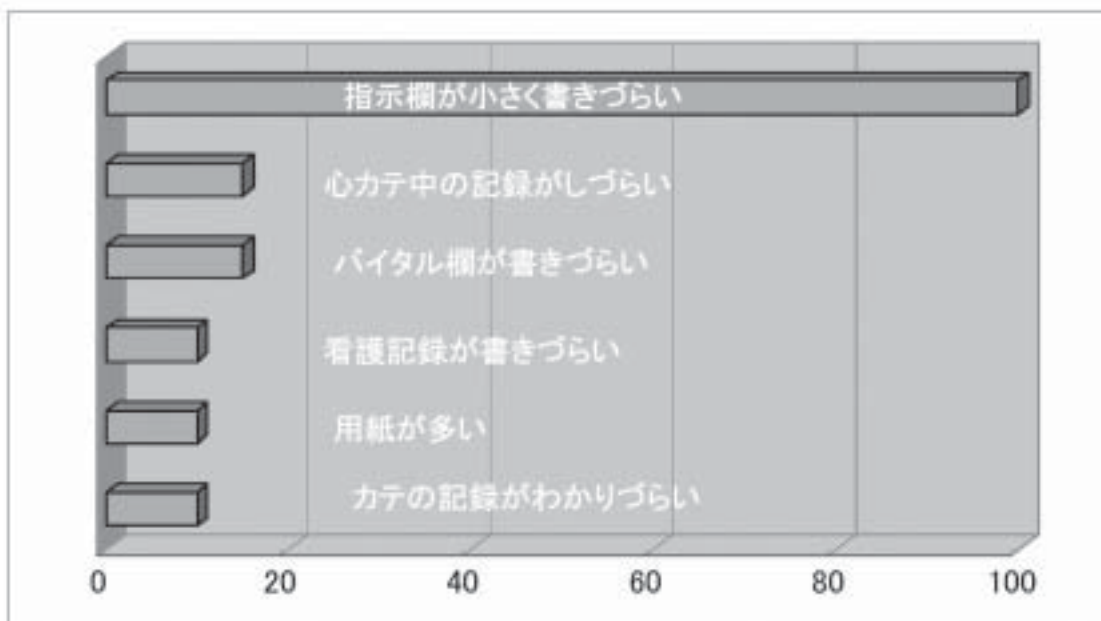 指示欄が小さく書きづらい
心カテ中の記録がしづらい
バイタル欄が書きづらい
看護記録が書きづらい
用紙が多い
カテの記録がわかりづらい
0 20 40 60 80 100